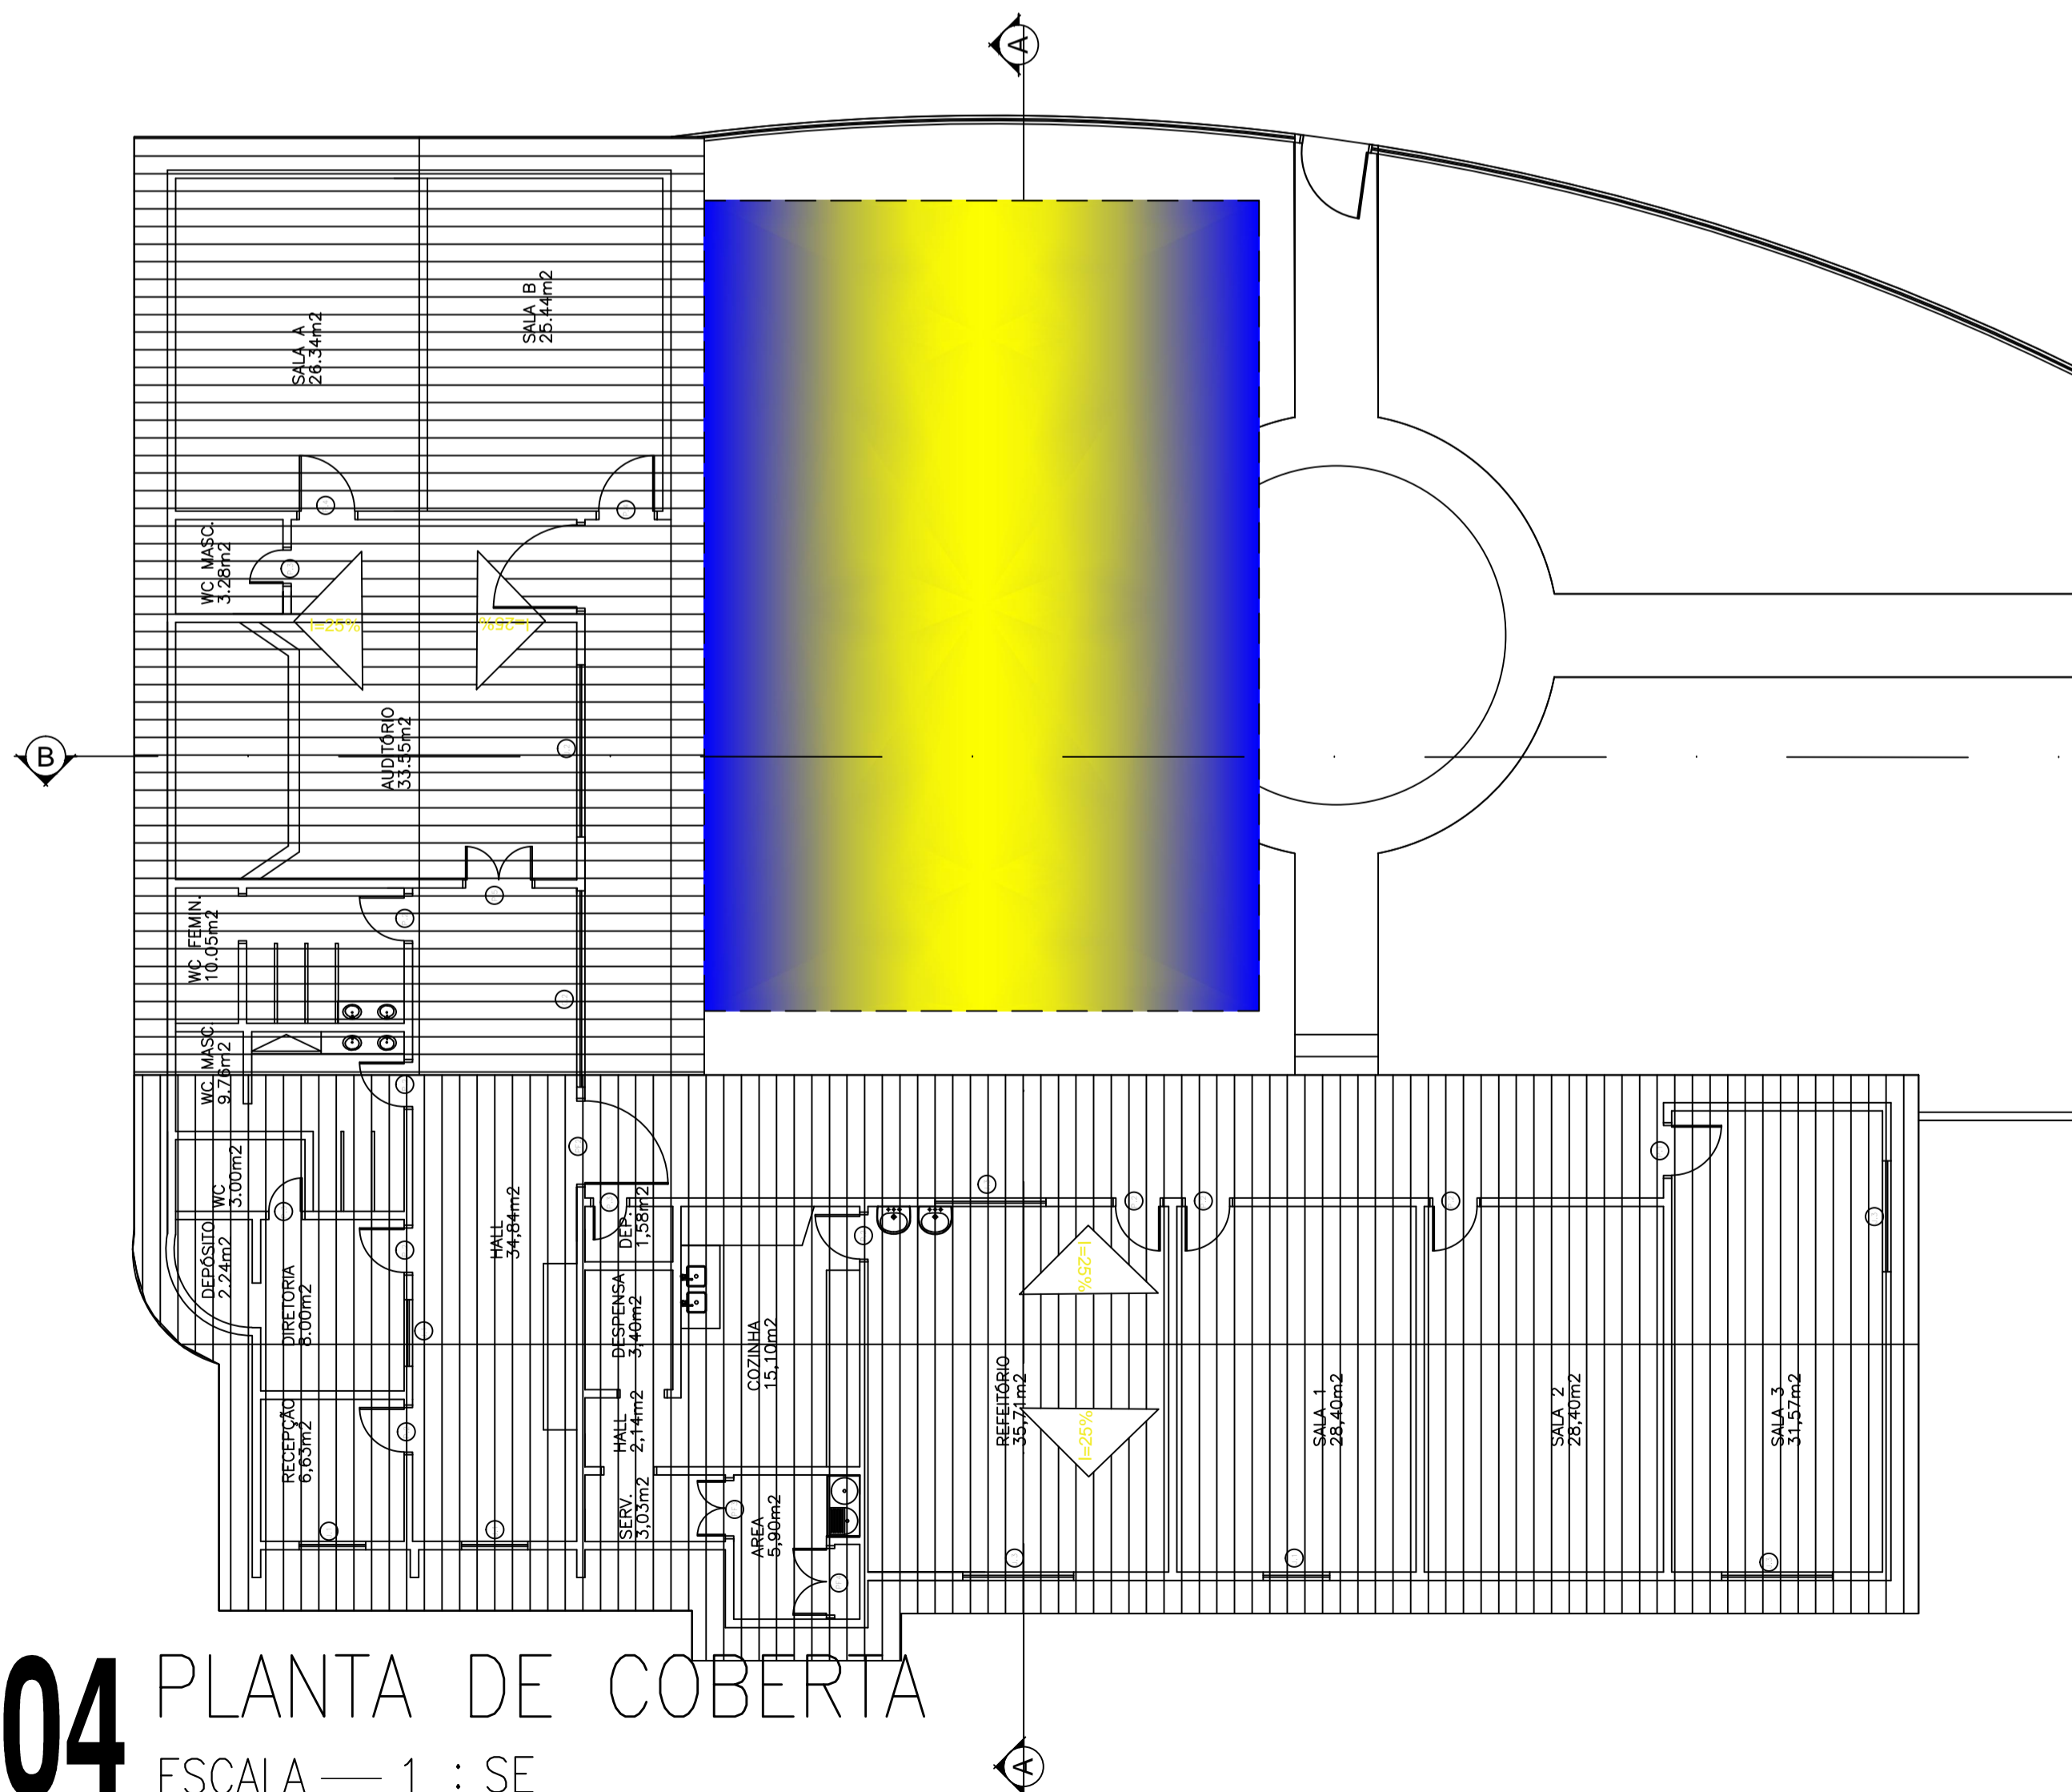 A
SALA A
26.34m2
SALA B
25.44m2
WC MASC.
3.28m2
I=25%
I=25%
AUDITÓRIO
33.55m2
B
WC FEMIN.
10.05m2
WC MASC.
9.76m2
WC
3.00m2
DEPÓSITO
2.24m2
HALL
34,84m2
DEP.
1,58m2
DIRETORIA
8.00m2
DESPENSA
3,40m2
COZINHA
15,10m2
I=25%
RECEPÇÃO
6,63m2
HALL
2,14m2
SERV.
3,03m2
AREA
5,90m2
REFEITÓRIO
35,71m2
I=25%
SALA 1
28,40m2
SALA 2
28,40m2
SALA 3
31,57m2
04
PLANTA DE COBERTA
ESCALA — 1 : SE
A